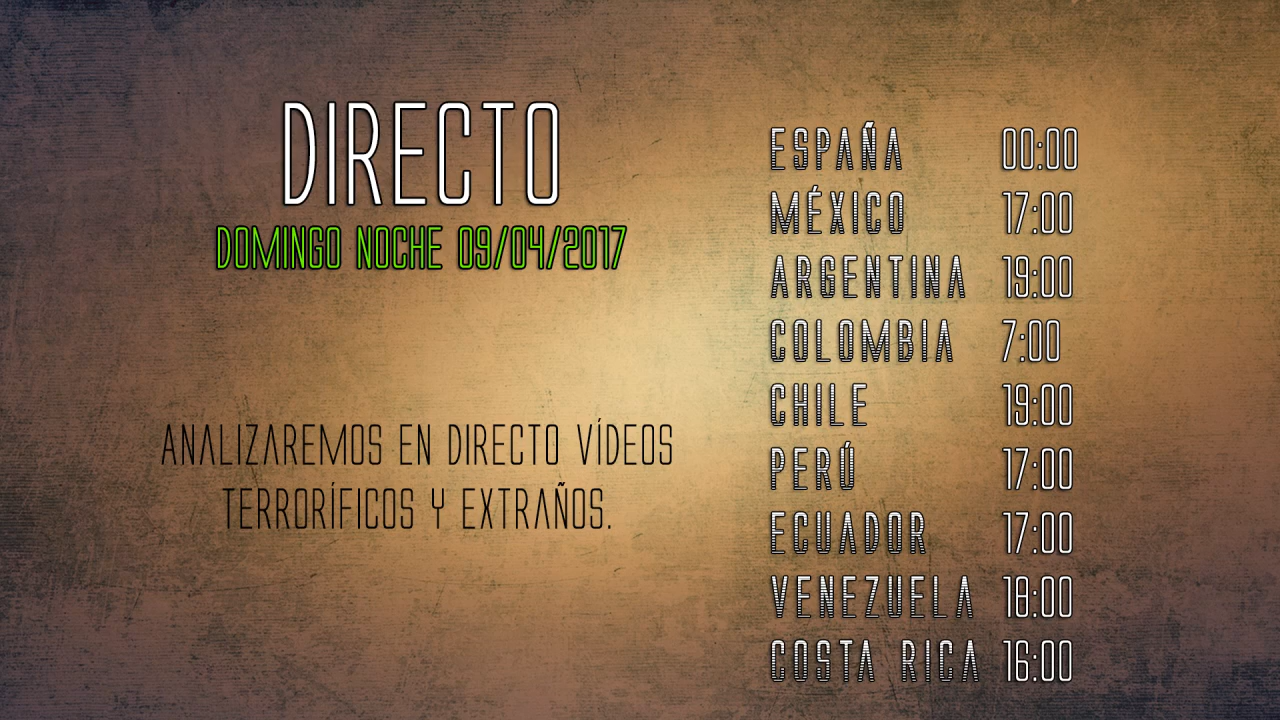 DIRECTO
DOMINGO NOCHE 09/04/2017
ANALIZAREMOS EN DIRECTO VÍDEOS
TERRORÍFICOS Y EXTRAÑOS.
ESPAÑA 00:00
MÉXICO 17:00
ARGENTINA 19:00
COLOMBIA 7:00
CHILE 19:00
PERÚ 17:00
ECUADOR 17:00
VENEZUELA 18:00
COSTA RICA 16:00